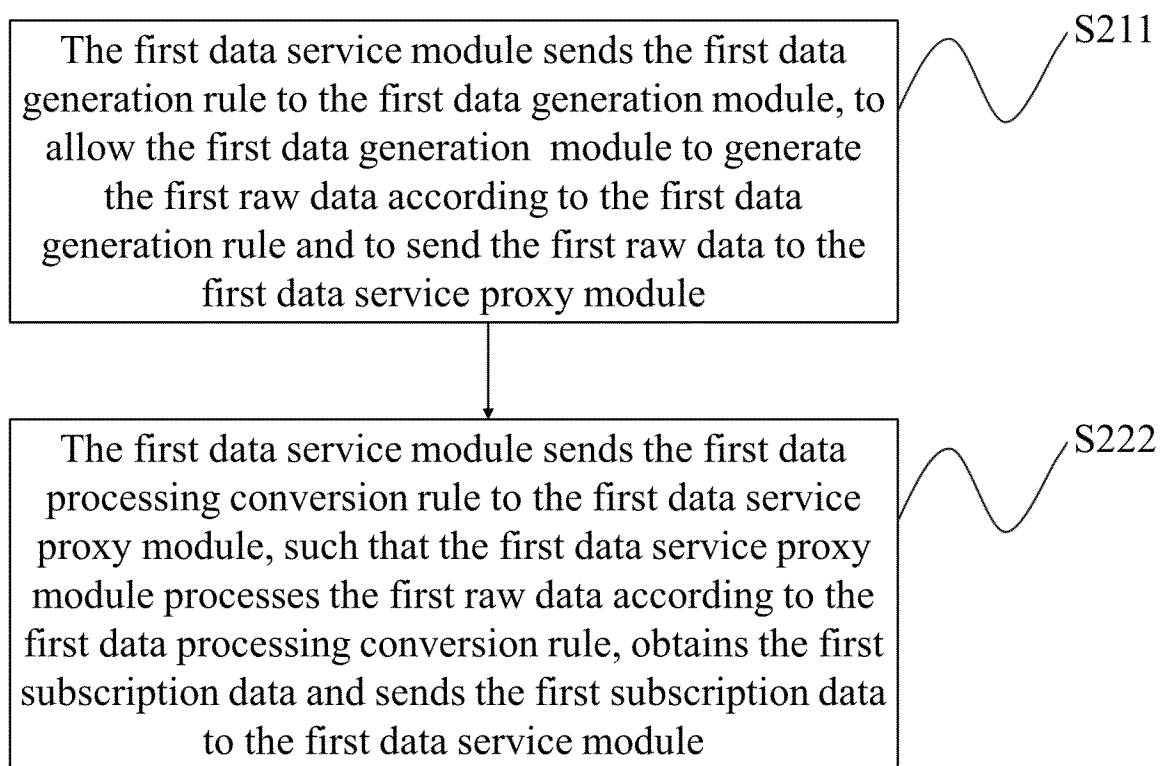 The first data service module sends the first data
generation rule to the first data generation module, to
allow the first data generation module to generate
the first raw data according to the first data
generation rule and to send the first raw data to the
first data service proxy module
S211
The first data service module sends the first data
processing conversion rule to the first data service
proxy module, such that the first data service proxy
module processes the first raw data according to the
first data processing conversion rule, obtains the first
subscription data and sends the first subscription data
to the first data service module
S222